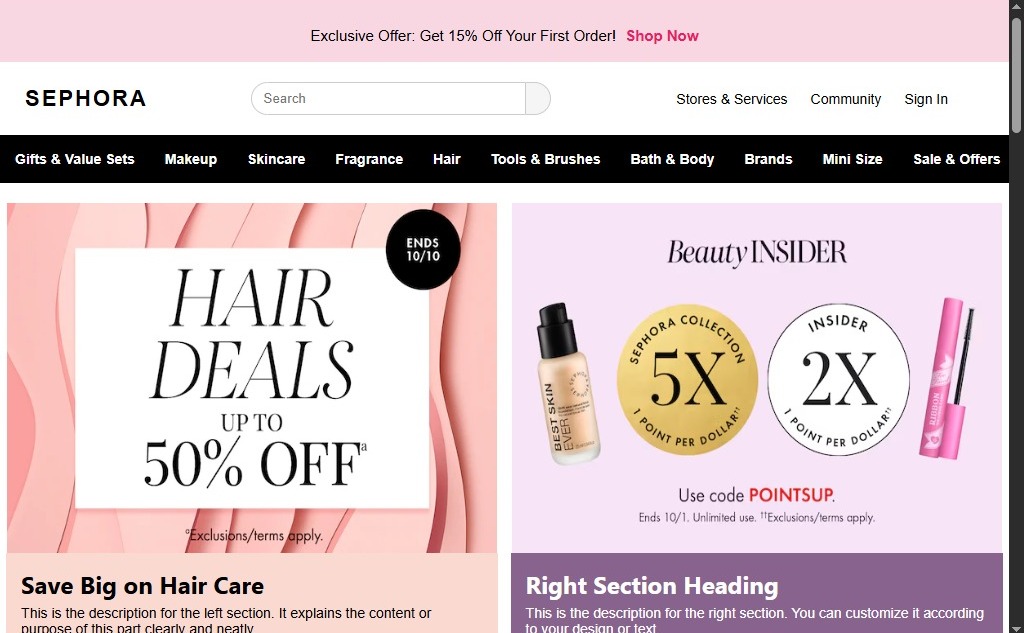 Exclusive Offer: Get 15% Off Your First Order! Shop Now
SEPHORA
Search
Stores & Services
Community
Sign In
Gifts & Value Sets
Makeup
Skincare
Fragrance
Hair
Tools & Brushes
Bath & Body
Brands
Mini Size
Sale & Offers
ENDS
10/10
HAIR
DEALS
UP TO
50% OFFª
ªExclusions/terms apply.
Beauty INSIDER
BEST SKIN
EVER
SEPHORA COLLECTION
5X
1 POINT PER DOLLAR††
INSIDER
2X
1 POINT PER DOLLAR††
RIBBON
Use code POINTSUP.
Ends 10/1. Unlimited use. ††Exclusions/terms apply.
Save Big on Hair Care
This is the description for the left section. It explains the content or
purpose of this part clearly and neatly
Right Section Heading
This is the description for the right section. You can customize it according
to your design or text